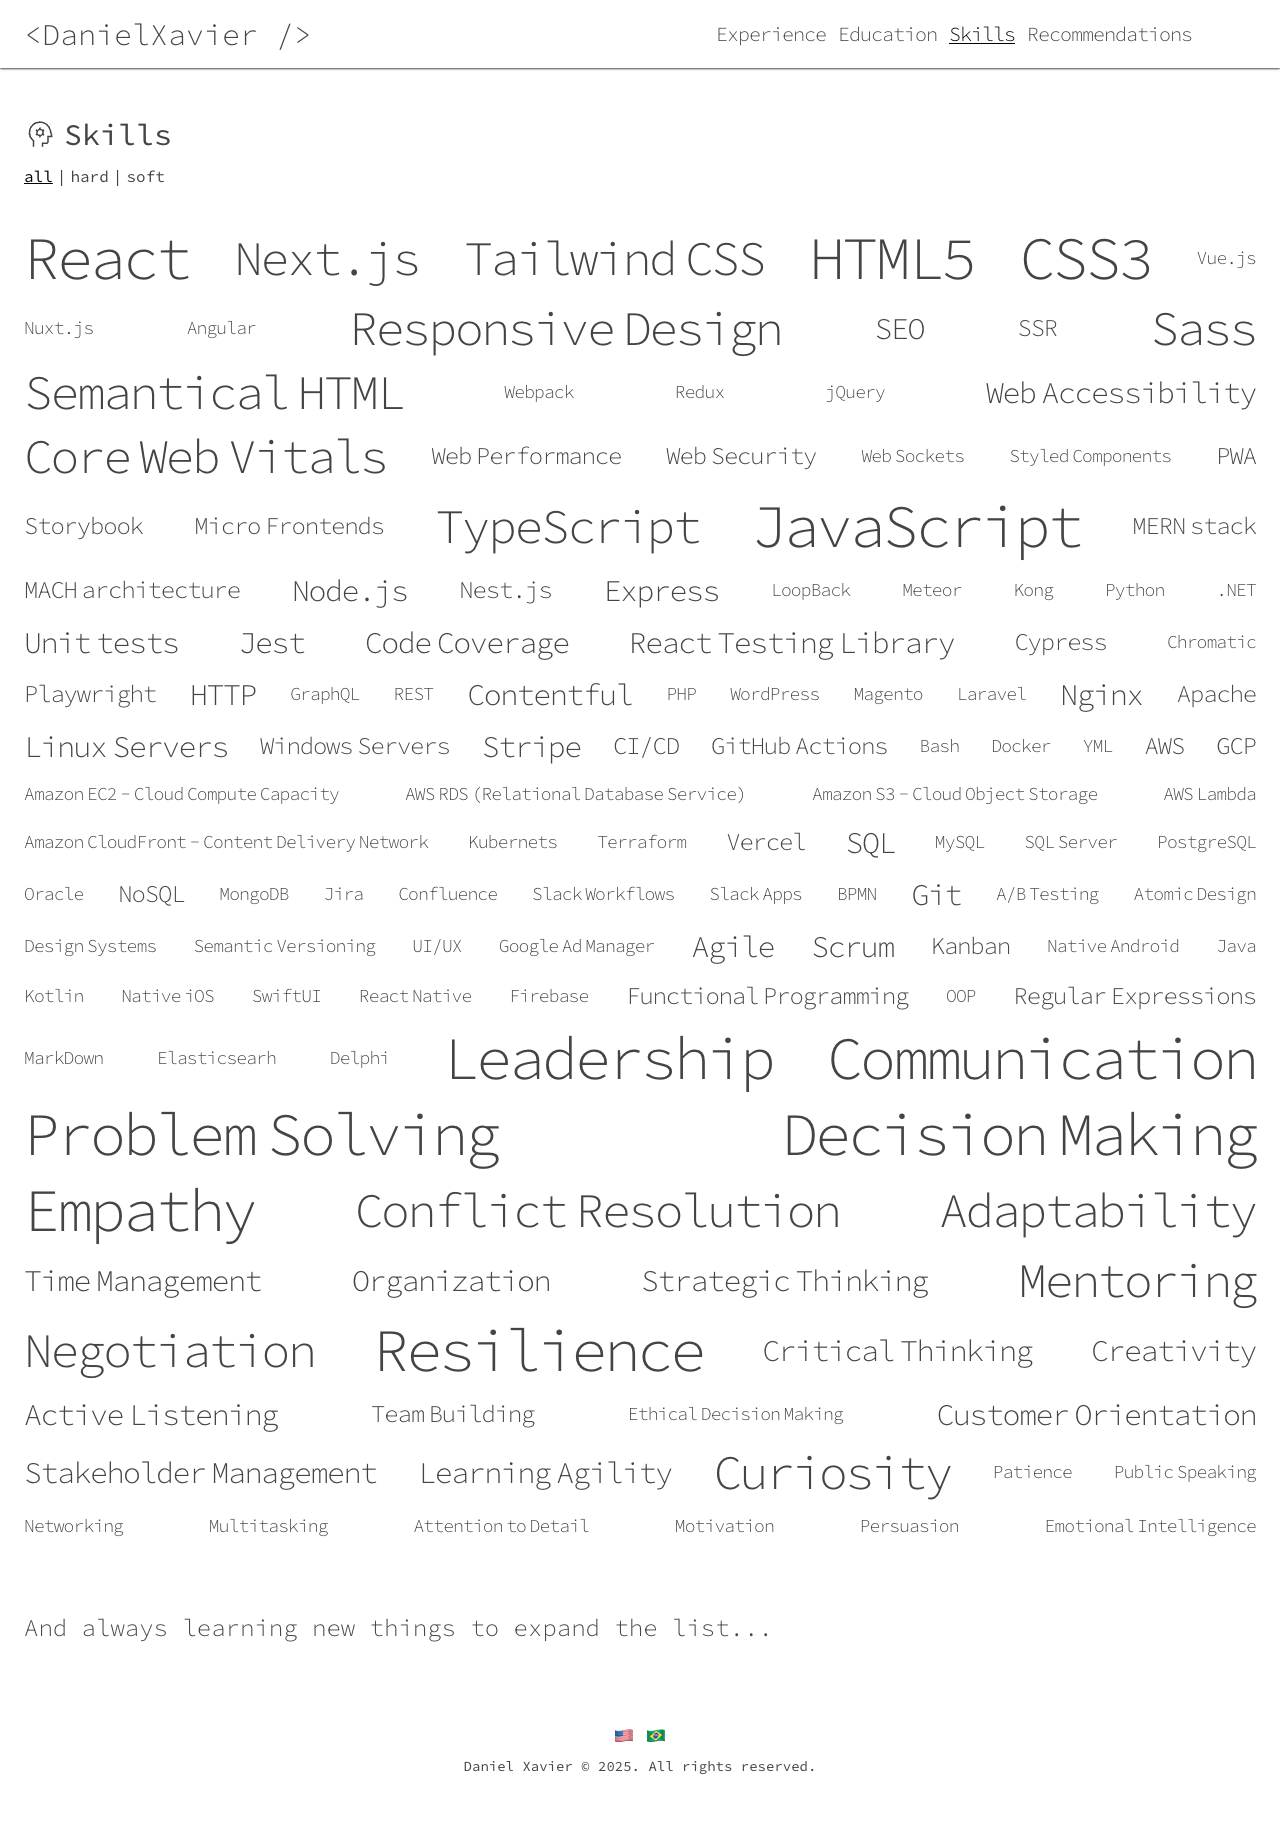 <DanielXavier /> Experience Education Skills Recommendations
Skills
all | hard | soft
React Next.js Tailwind CSS HTML5 CSS3 Vue.js
Nuxt.js Angular Responsive Design SEO SSR Sass
Semantical HTML Webpack Redux jQuery Web Accessibility
Core Web Vitals Web Performance Web Security Web Sockets Styled Components PWA
Storybook Micro Frontends TypeScript JavaScript MERN stack
MACH architecture Node.js Nest.js Express LoopBack Meteor Kong Python .NET
Unit tests Jest Code Coverage React Testing Library Cypress Chromatic
Playwright HTTP GraphQL REST Contentful PHP WordPress Magento Laravel Nginx Apache
Linux Servers Windows Servers Stripe CI/CD GitHub Actions Bash Docker YML AWS GCP
Amazon EC2 - Cloud Compute Capacity AWS RDS (Relational Database Service) Amazon S3 - Cloud Object Storage AWS Lambda
Amazon CloudFront - Content Delivery Network Kubernets Terraform Vercel SQL MySQL SQL Server PostgreSQL
Oracle NoSQL MongoDB Jira Confluence Slack Workflows Slack Apps BPMN Git A/B Testing Atomic Design
Design Systems Semantic Versioning UI/UX Google Ad Manager Agile Scrum Kanban Native Android Java
Kotlin Native iOS SwiftUI React Native Firebase Functional Programming OOP Regular Expressions
MarkDown Elasticsearh Delphi Leadership Communication
Problem Solving Decision Making
Empathy Conflict Resolution Adaptability
Time Management Organization Strategic Thinking Mentoring
Negotiation Resilience Critical Thinking Creativity
Active Listening Team Building Ethical Decision Making Customer Orientation
Stakeholder Management Learning Agility Curiosity Patience Public Speaking
Networking Multitasking Attention to Detail Motivation Persuasion Emotional Intelligence
And always learning new things to expand the list...
Daniel Xavier © 2025. All rights reserved.